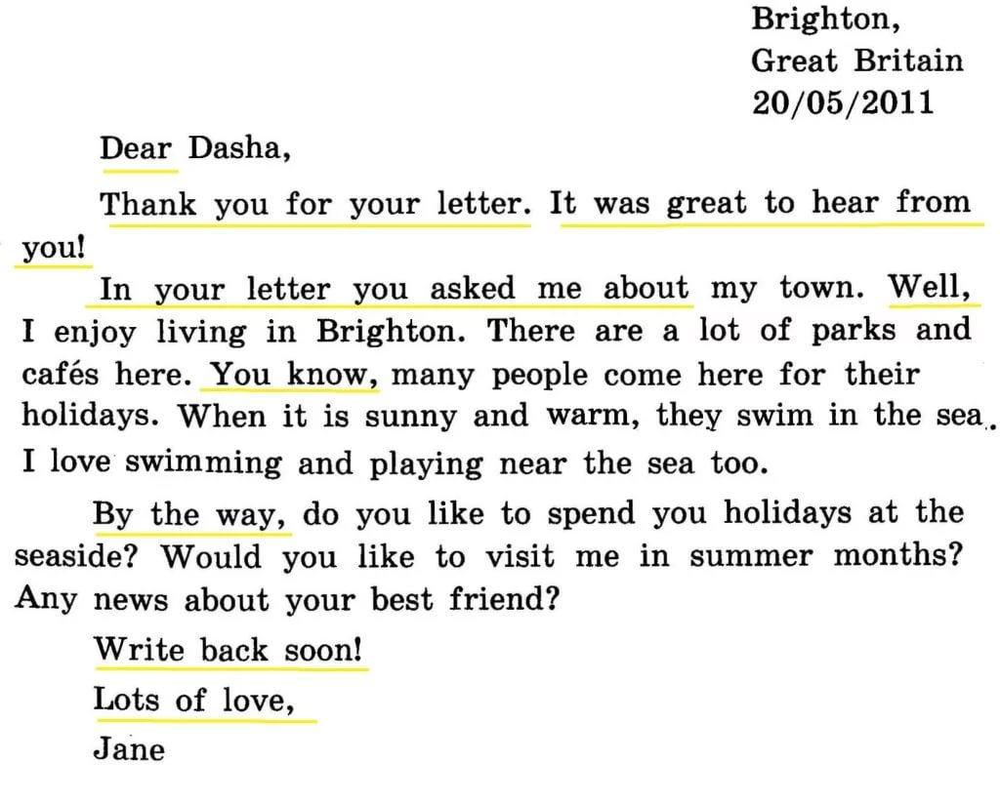 Brighton,
Great Britain
20/05/2011
Dear Dasha,
Thank you for your letter. It was great to hear from
you!
In your letter you asked me about my town. Well,
I enjoy living in Brighton. There are a lot of parks and
cafés here. You know, many people come here for their
holidays. When it is sunny and warm, they swim in the sea.
I love swimming and playing near the sea too.
By the way, do you like to spend you holidays at the
seaside? Would you like to visit me in summer months?
Any news about your best friend?
Write back soon!
Lots of love,
Jane